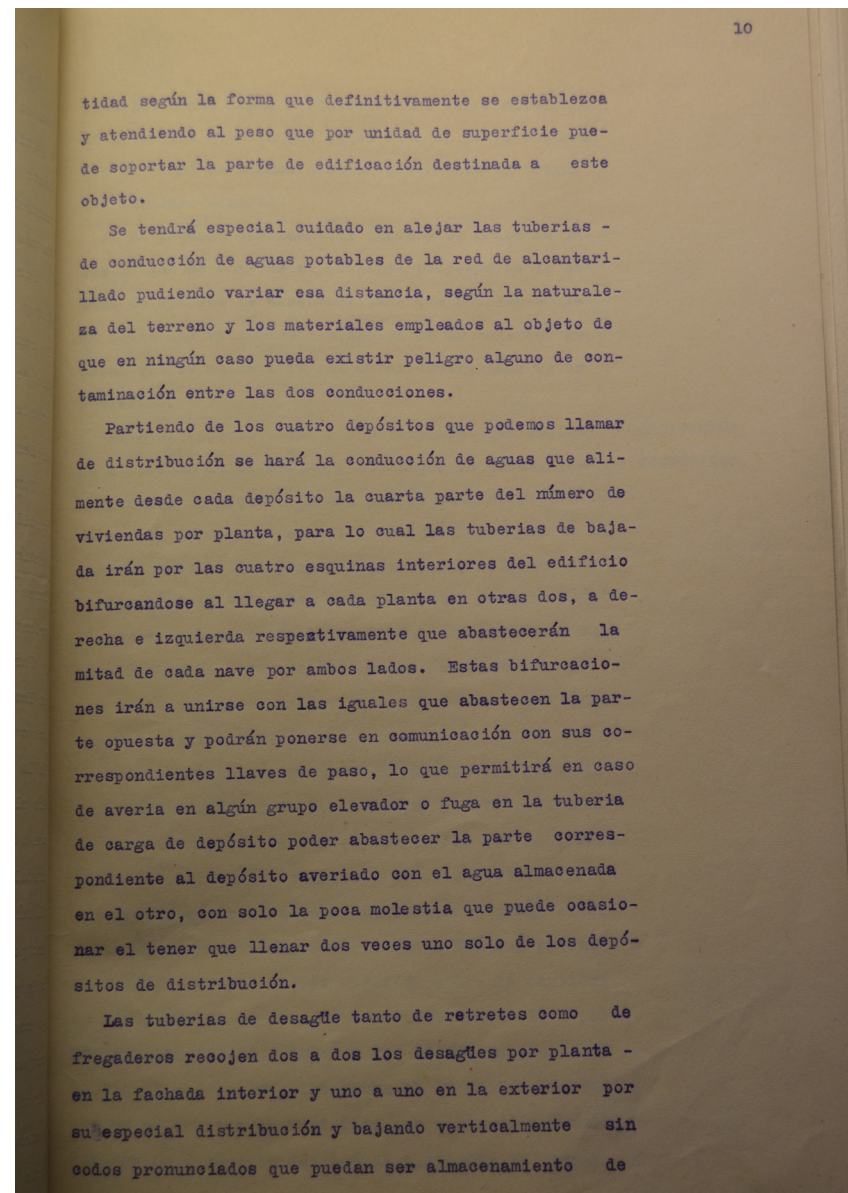 10
tidad según la forma que definitivamente se establezca
y atendiendo al peso que por unidad de superficie pue-
de soportar la parte de edificación destinada a este
objeto.
Se tendrá especial cuidado en alejar las tuberias -
de conducción de aguas potables de la red de alcantari-
llado pudiendo variar esa distancia, según la naturale-
za del terreno y los materiales empleados al objeto de
que en ningún caso pueda existir peligro alguno de con-
taminación entre las dos conducciones.
Partiendo de los cuatro depósitos que podemos llamar
de distribución se hará la conducción de aguas que ali-
mente desde cada depósito la cuarta parte del número de
viviendas por planta, para lo cual las tuberias de baja-
da irán por las cuatro esquinas interiores del edificio
bifurcandose al llegar a cada planta en otras dos, a de-
recha e izquierda respectivamente que abastecerán la
mitad de cada nave por ambos lados. Estas bifurcacio-
nes irán a unirse con las iguales que abastecen la par-
te opuesta y podrán ponerse en comunicación con sus co-
rrespondientes llaves de paso, lo que permitirá en caso
de averia en algún grupo elevador o fuga en la tuberia
de carga de depósito poder abastecer la parte corres-
pondiente al depósito averiado con el agua almacenada
en el otro, con solo la poca molestia que puede ocasio-
nar el tener que llenar dos veces uno solo de los depó-
sitos de distribución.
Las tuberias de desagüe tanto de retretes como de
fregaderos recojen dos a dos los desagües por planta -
en la fachada interior y uno a uno en la exterior por
su especial distribución y bajando verticalmente sin
codos pronunciados que puedan ser almacenamiento de